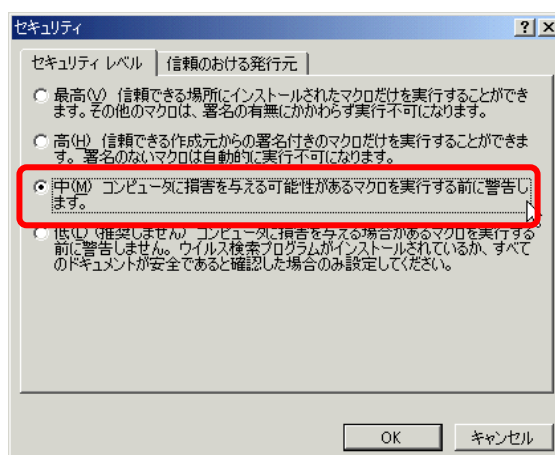 セキュリティ
セキュリティ レベル
信頼のおける発行元
最高(V) 信頼できる場所にインストールされたマクロだけを実行することができ
ます。その他のマクロは、署名の有無にかかわらず実行不可になります。
高(H) 信頼できる作成元からの署名付きのマクロだけを実行することができま
す。署名のないマクロは自動的に実行不可になります。
中(M) コンピュータに損害を与える可能性があるマクロを実行する前に警告し
ます。
低(L) (推奨しません) コンピュータに損害を与える場合があるマクロを実行する
前に警告しません。ウイルス検索プログラムがインストールされているか、すべて
のドキュメントが安全であると確認した場合のみ設定してください。
OK
キャンセル